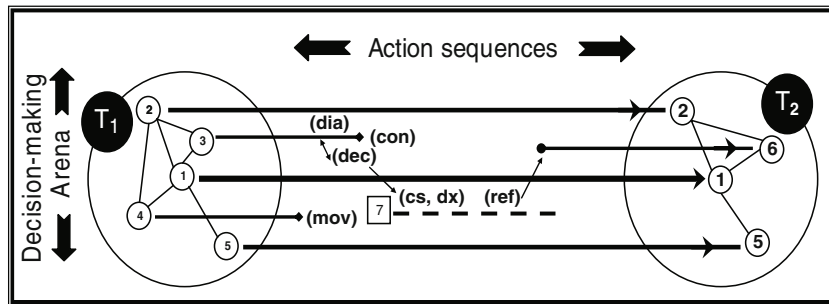 Action sequences
Decision-making
Arena
T1
T2
2
3
1
4
5
(dia)
(con)
(dec)
(cs, dx)
(ref)
7
(mov)
2
6
1
5